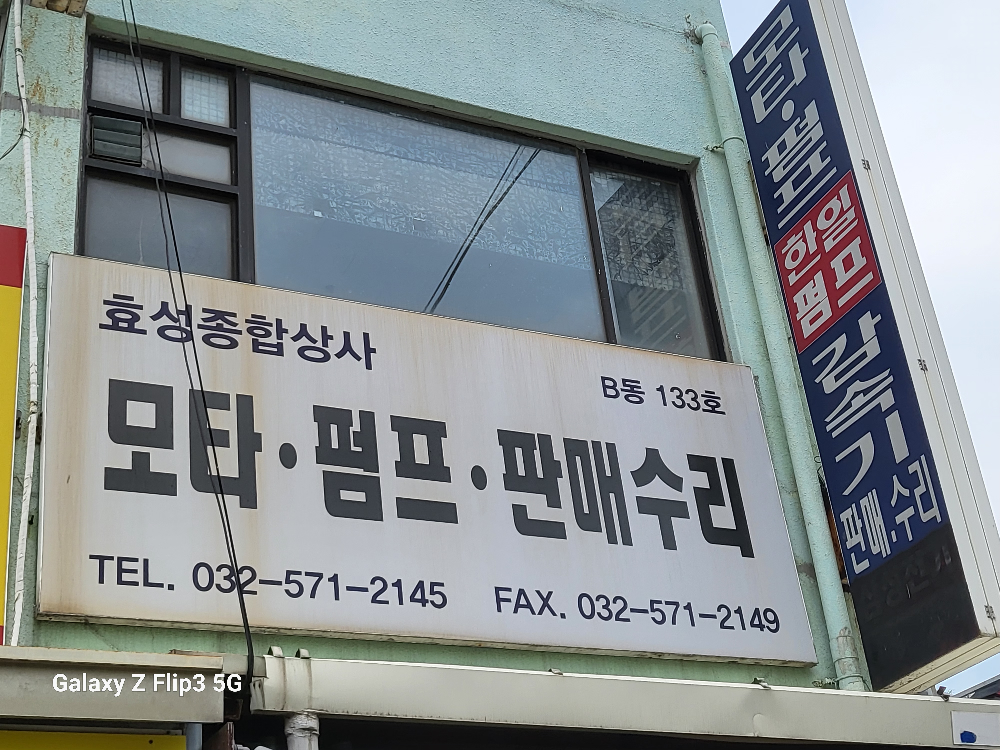 효성종합상사
B동 133호
모타·펌프·판매수리
TEL. 032-571-2145 FAX. 032-571-2149
모타·펌프
한일
펌프
감속기
판매.수리
Galaxy Z Flip3 5G